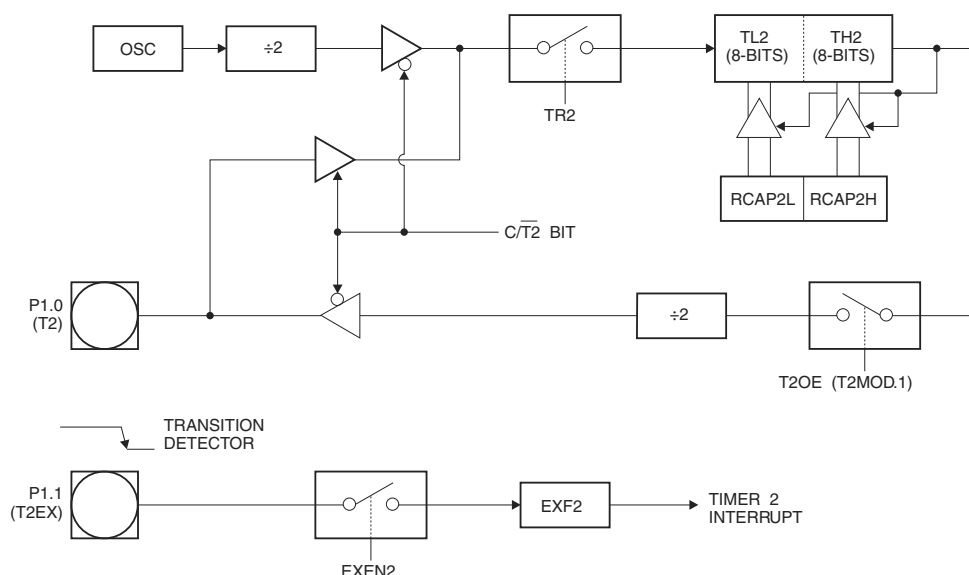 OSC
÷2
TR2
TL2
(8-BITS)
TH2
(8-BITS)
RCAP2L
RCAP2H
C/T2 BIT
P1.0
(T2)
÷2
T2OE (T2MOD.1)
TRANSITION
DETECTOR
P1.1
(T2EX)
EXEN2
EXF2
TIMER 2
INTERRUPT